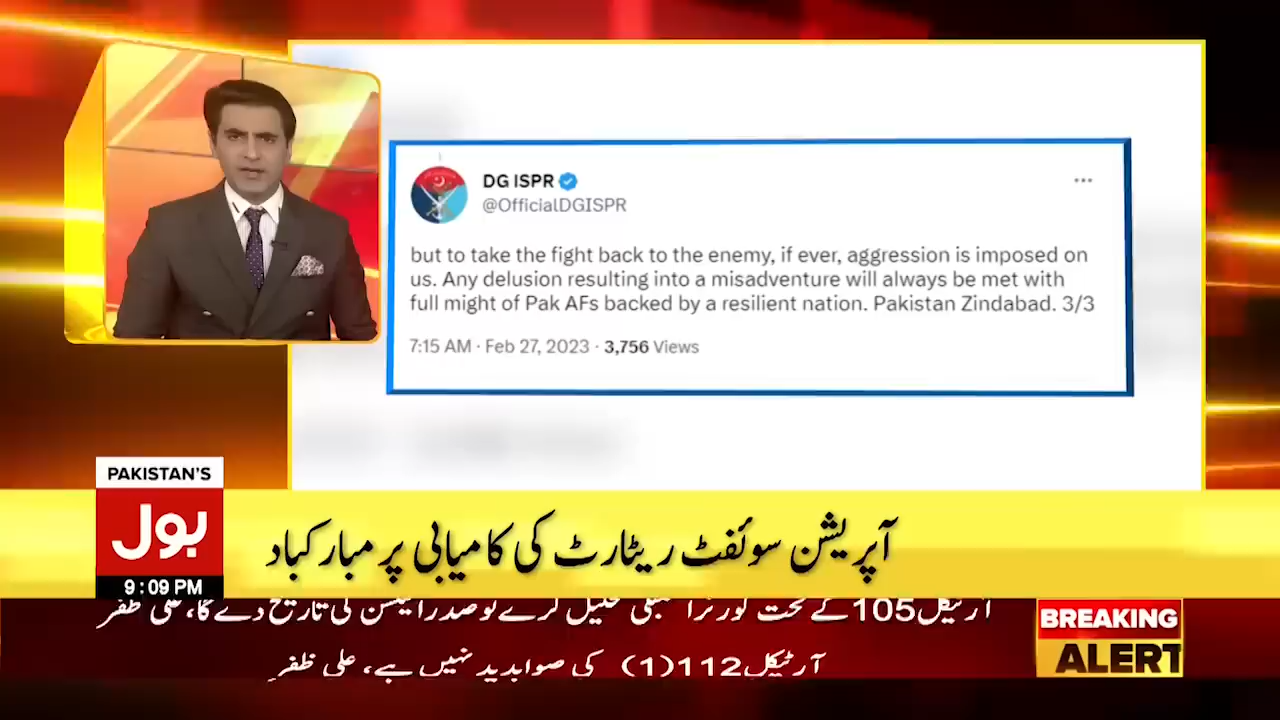 DG ISPR
@OfficialDGISPR
but to take the fight back to the enemy, if ever, aggression is imposed on
us. Any delusion resulting into a misadventure will always be met with
full might of Pak AFs backed by a resilient nation. Pakistan Zindabad. 3/3
7:15 AM · Feb 27, 2023 · 3,756 Views
PAKISTAN'S
بول
9:09 PM
آپریشن سوئفٹ ریٹارٹ کی کامیابی پر مبارکباد
آرٹیکل105 کے تحت گورنر اسمبلی تحلیل کرے تو صدر الیکشن کی تاریخ دے گا، علی ظفر
آرٹیکل112(1) کی صوابدید نہیں ہے، علی ظفر
BREAKING
ALERT